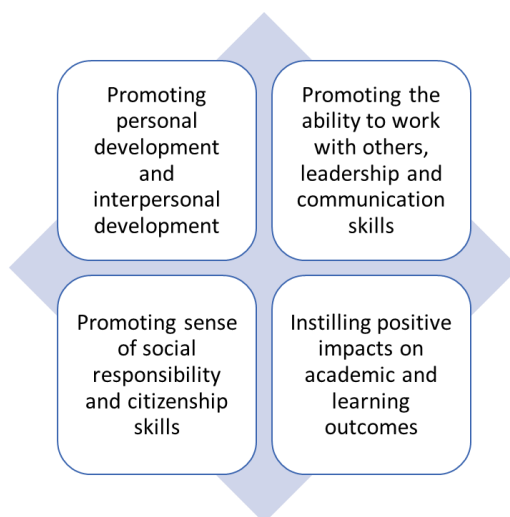 Promoting
personal
development
and
interpersonal
development
Promoting the
ability to work
with others,
leadership and
communication
skills
Promoting sense
of social
responsibility
and citizenship
skills
Instilling positive
impacts on
academic and
learning
outcomes